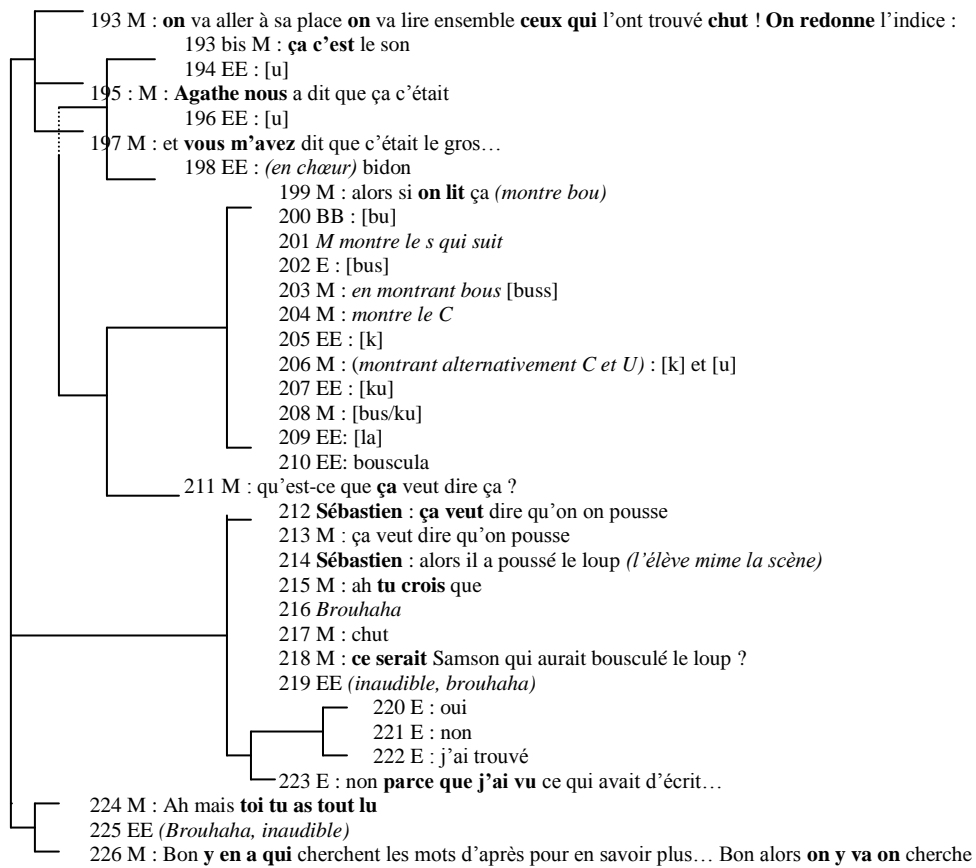 193 M : on va aller à sa place on va lire ensemble ceux qui l'ont trouvé chut ! On redonne l'indice :
193 bis M : ça c'est le son
194 EE : [u]
195 : M : Agathe nous a dit que ça c'était
196 EE : [u]
197 M : et vous m'avez dit que c'était le gros…
198 EE : (en chœur) bidon
199 M : alors si on lit ça (montre bou)
200 BB : [bu]
201 M montre le s qui suit
202 E : [bus]
203 M : en montrant bous [buss]
204 M : montre le C
205 EE : [k]
206 M : (montrant alternativement C et U) : [k] et [u]
207 EE : [ku]
208 M : [bus/ku]
209 EE: [la]
210 EE: bouscula
211 M : qu'est-ce que ça veut dire ça ?
212 Sébastien : ça veut dire qu'on on pousse
213 M : ça veut dire qu'on pousse
214 Sébastien : alors il a poussé le loup (l'élève mime la scène)
215 M : ah tu crois que
216 Brouhaha
217 M : chut
218 M : ce serait Samson qui aurait bousculé le loup ?
219 EE (inaudible, brouhaha)
220 E : oui
221 E : non
222 E : j'ai trouvé
223 E : non parce que j'ai vu ce qui avait d'écrit…
224 M : Ah mais toi tu as tout lu
225 EE (Brouhaha, inaudible)
226 M : Bon y en a qui cherchent les mots d'après pour en savoir plus… Bon alors on y va on cherche